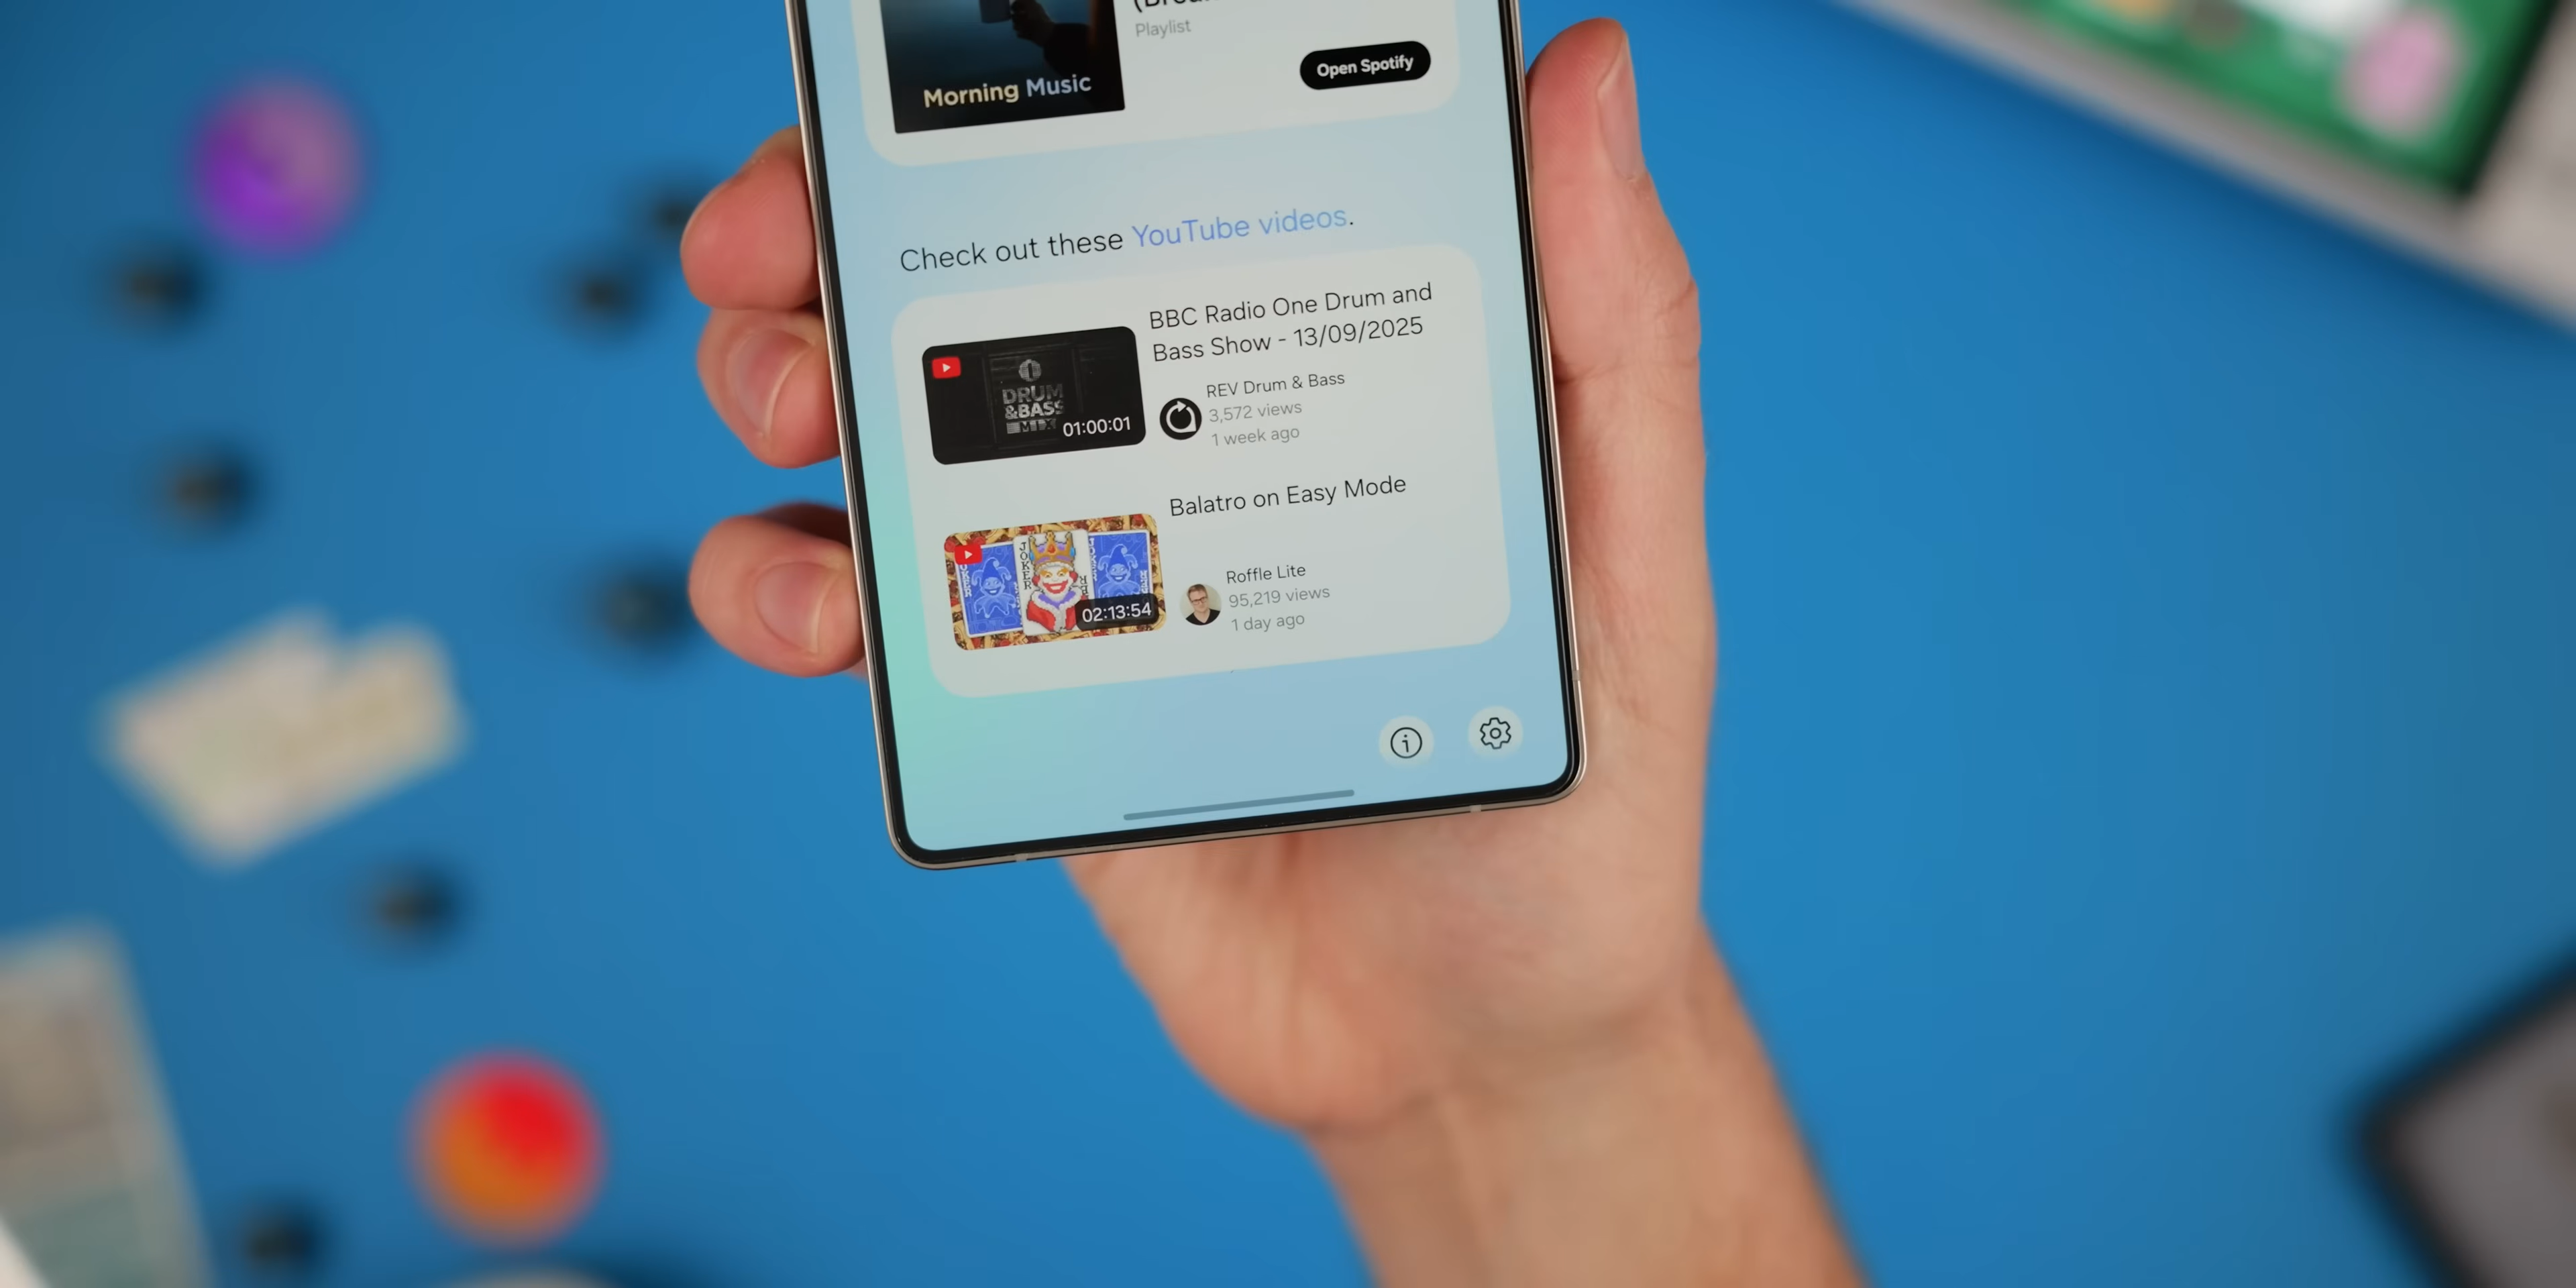 Morning Music
Playlist
Open Spotify
Check out these YouTube videos.
DRUM
&BASS
MIX
01:00:01
BBC Radio One Drum and
Bass Show - 13/09/2025
REV Drum & Bass
3,572 views
1 week ago
JOKER
02:13:54
Balatro on Easy Mode
Roffle Lite
95,219 views
1 day ago